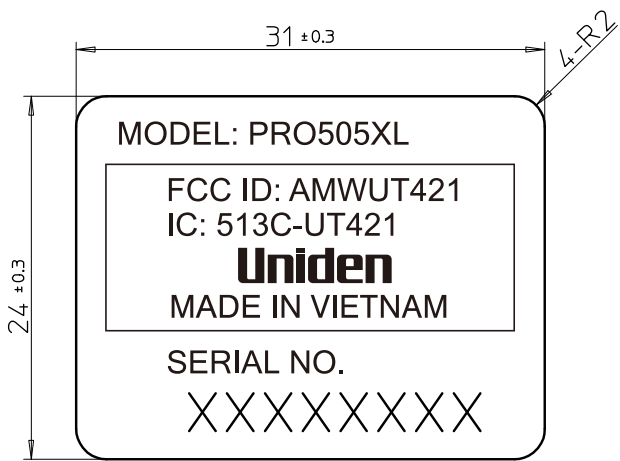 31 ±0.3
4-R2
24 ±0.3
MODEL: PRO505XL
FCC ID: AMWUT421
IC: 513C-UT421
Uniden
MADE IN VIETNAM
SERIAL NO.
XXXXXXXX